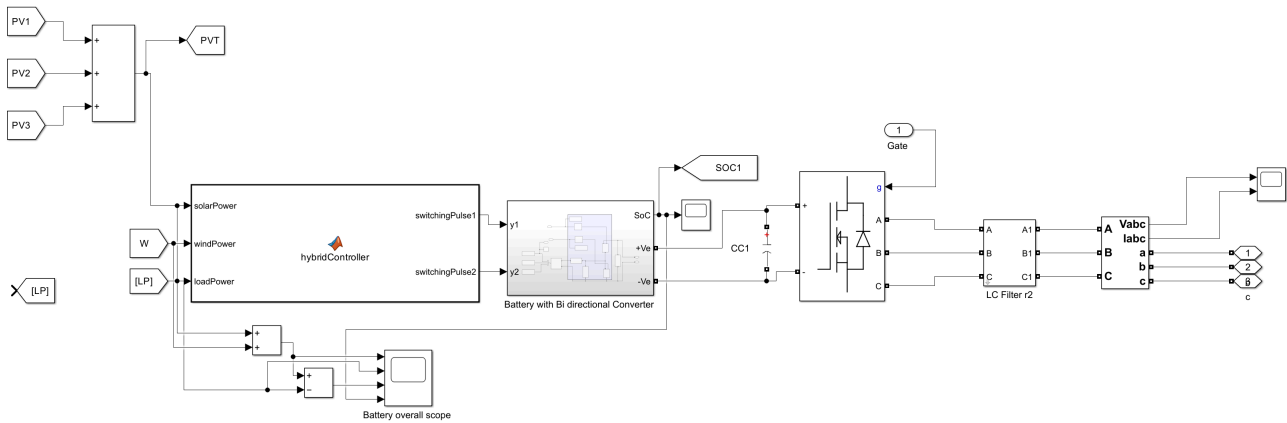 PV1
PVT
+
PV2
+
PV3
+
1
Gate
SOC1
g
solarPower
switchingPulse1
y1
SoC
+
A
Vabc
W
windPower
hybridController
+Ve
+
CC1
A
A1
A
Iabc
B
B
B1
B
a
1
b
2
[LP]
loadPower
switchingPulse2
y2
-Ve
-
C
C
C1
C
c
c
[LP]
Battery with Bi directional Converter
LC Filter r2
+
+
+
−
Battery overall scope